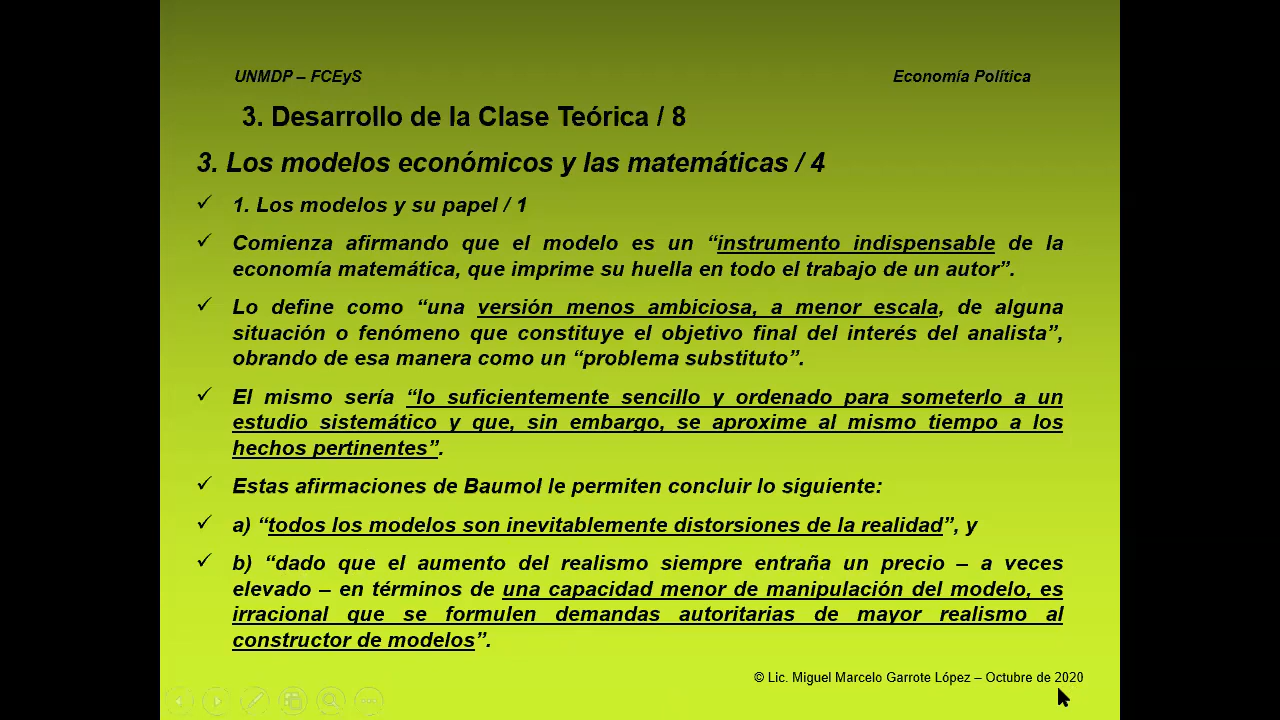 UNMDP – FCEyS
Economía Política
3. Desarrollo de la Clase Teórica / 8
3. Los modelos económicos y las matemáticas / 4
✓ 1. Los modelos y su papel / 1
✓ Comienza afirmando que el modelo es un “instrumento indispensable de la
economía matemática, que imprime su huella en todo el trabajo de un autor”.
✓ Lo define como “una versión menos ambiciosa, a menor escala, de alguna
situación o fenómeno que constituye el objetivo final del interés del analista”,
obrando de esa manera como un “problema substituto”.
✓ El mismo sería “lo suficientemente sencillo y ordenado para someterlo a un
estudio sistemático y que, sin embargo, se aproxime al mismo tiempo a los
hechos pertinentes”.
✓ Estas afirmaciones de Baumol le permiten concluir lo siguiente:
✓ a) “todos los modelos son inevitablemente distorsiones de la realidad”, y
✓ b) “dado que el aumento del realismo siempre entraña un precio – a veces
elevado – en términos de una capacidad menor de manipulación del modelo, es
irracional que se formulen demandas autoritarias de mayor realismo al
constructor de modelos”.
© Lic. Miguel Marcelo Garrote López – Octubre de 2020